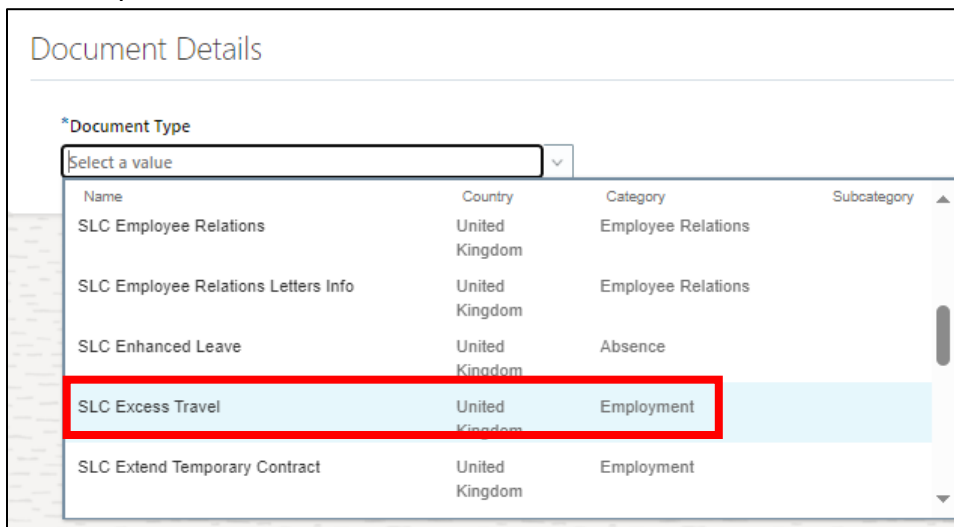 Document Details
*Document Type
Select a value
Name Country Category Subcategory
SLC Employee Relations United Kingdom Employee Relations
SLC Employee Relations Letters Info United Kingdom Employee Relations
SLC Enhanced Leave United Kingdom Absence
SLC Excess Travel United Kingdom Employment
SLC Extend Temporary Contract United Kingdom Employment